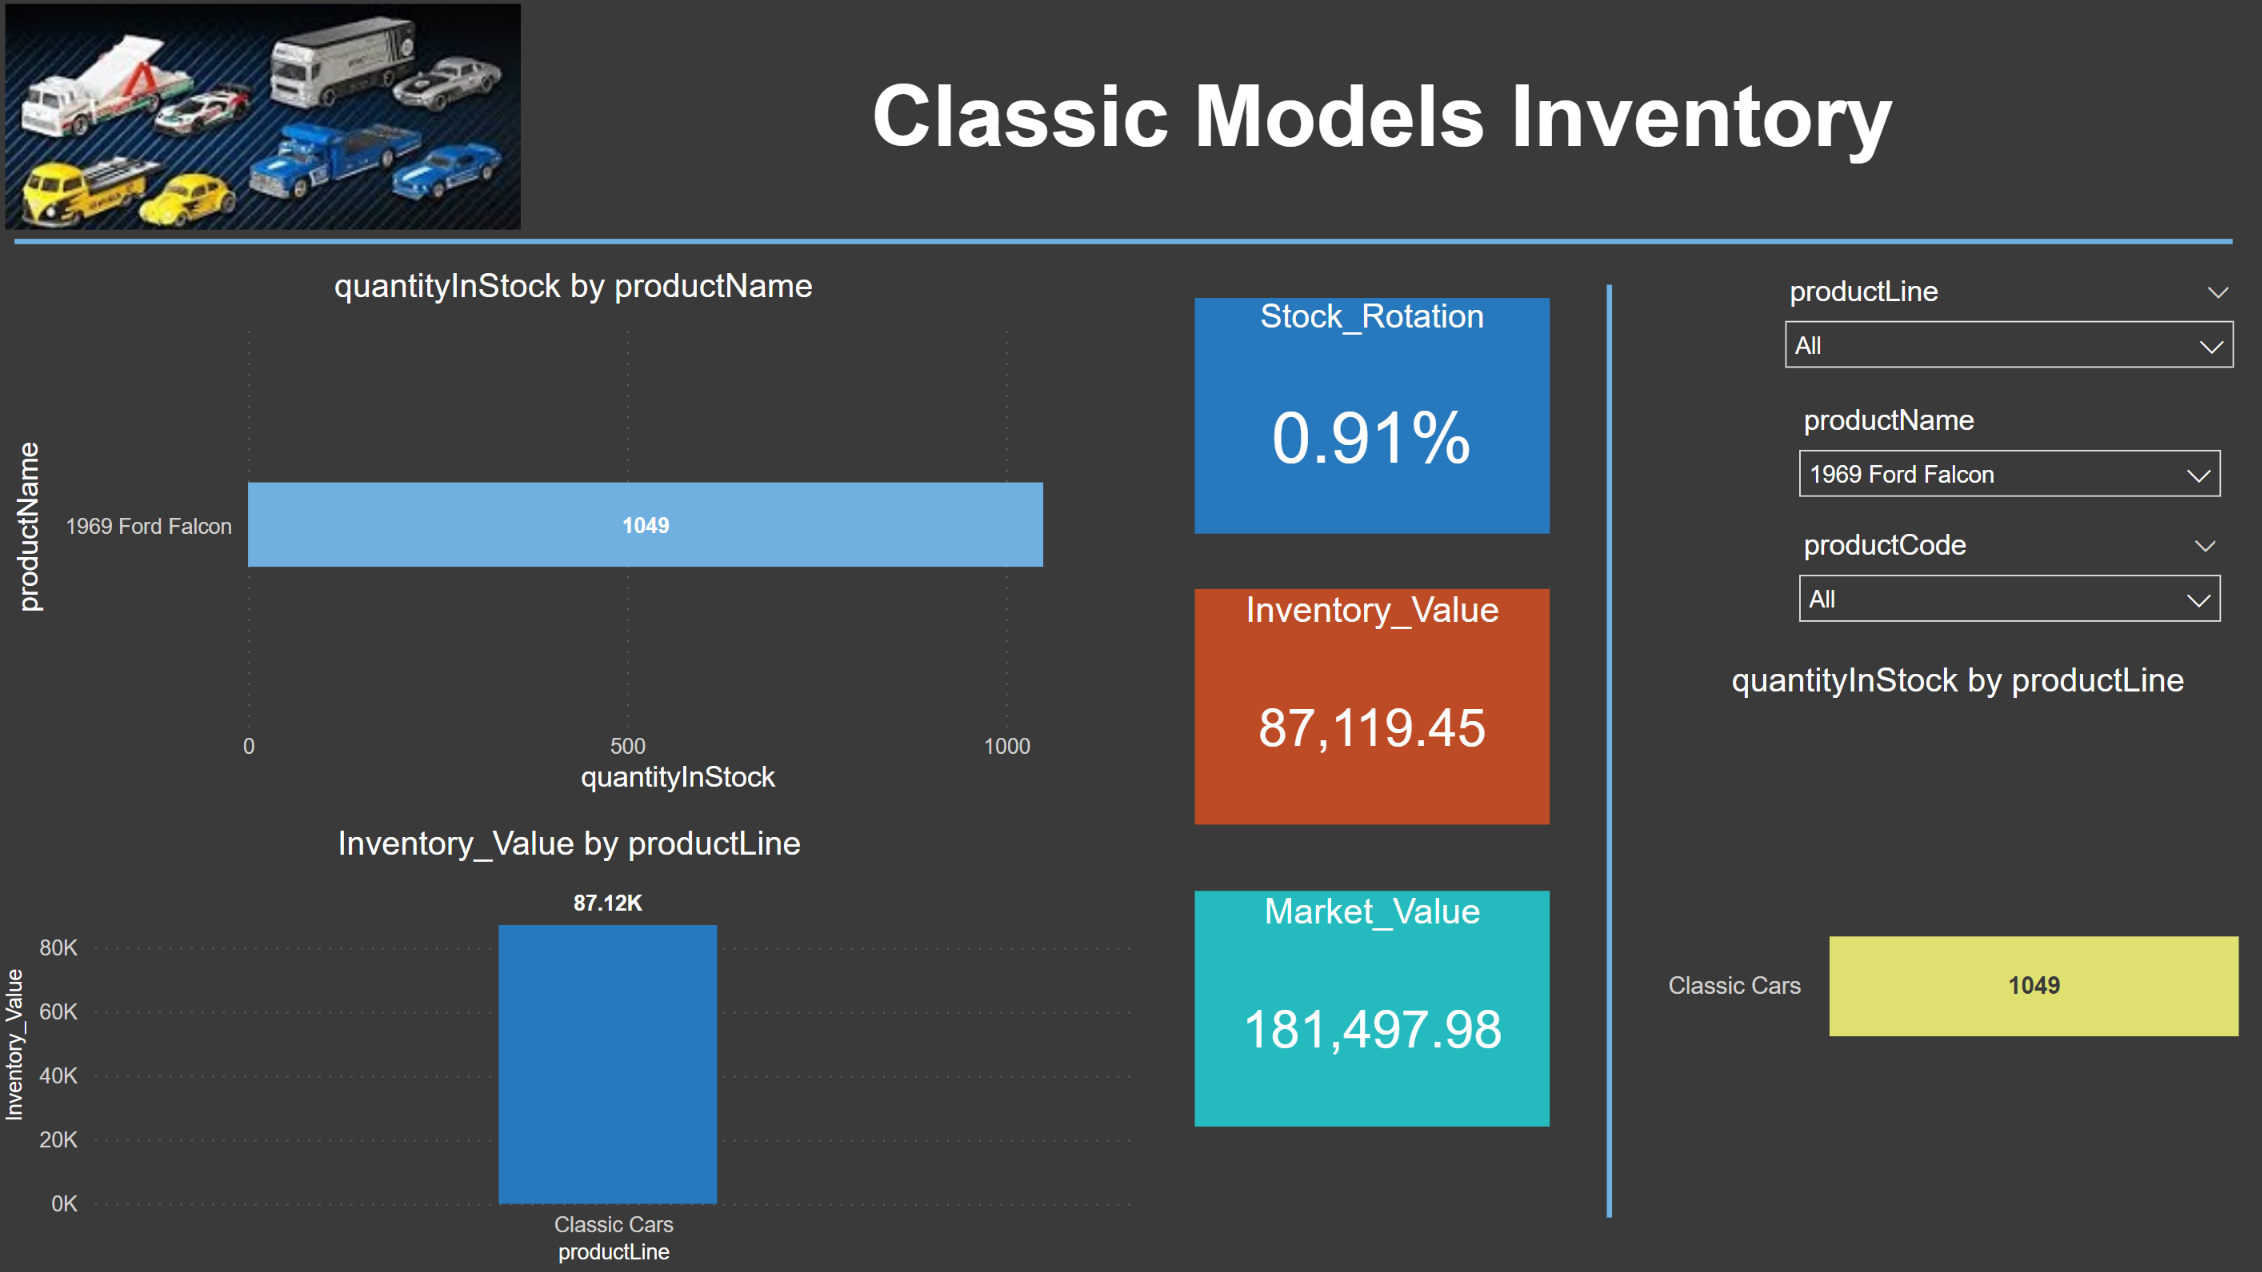 Classic Models Inventory
quantityInStock by productName
productName
1969 Ford Falcon
1049
0
500
1000
quantityInStock
Inventory_Value by productLine
Inventory_Value
87.12K
80K
60K
40K
20K
0K
Classic Cars
productLine
Stock_Rotation
0.91%
Inventory_Value
87,119.45
Market_Value
181,497.98
productLine
All
productName
1969 Ford Falcon
productCode
All
quantityInStock by productLine
Classic Cars
1049